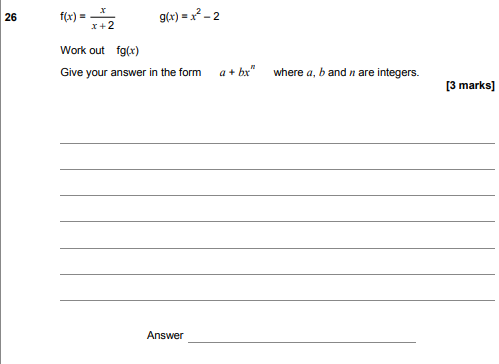 26 f(x) = x/(x + 2) g(x) = x² – 2
Work out fg(x)
Give your answer in the form a + bxⁿ where a, b and n are integers.
[3 marks]
Answer